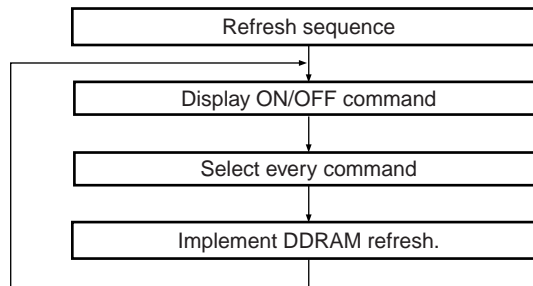 Refresh sequence
Display ON/OFF command
Select every command
Implement DDRAM refresh.